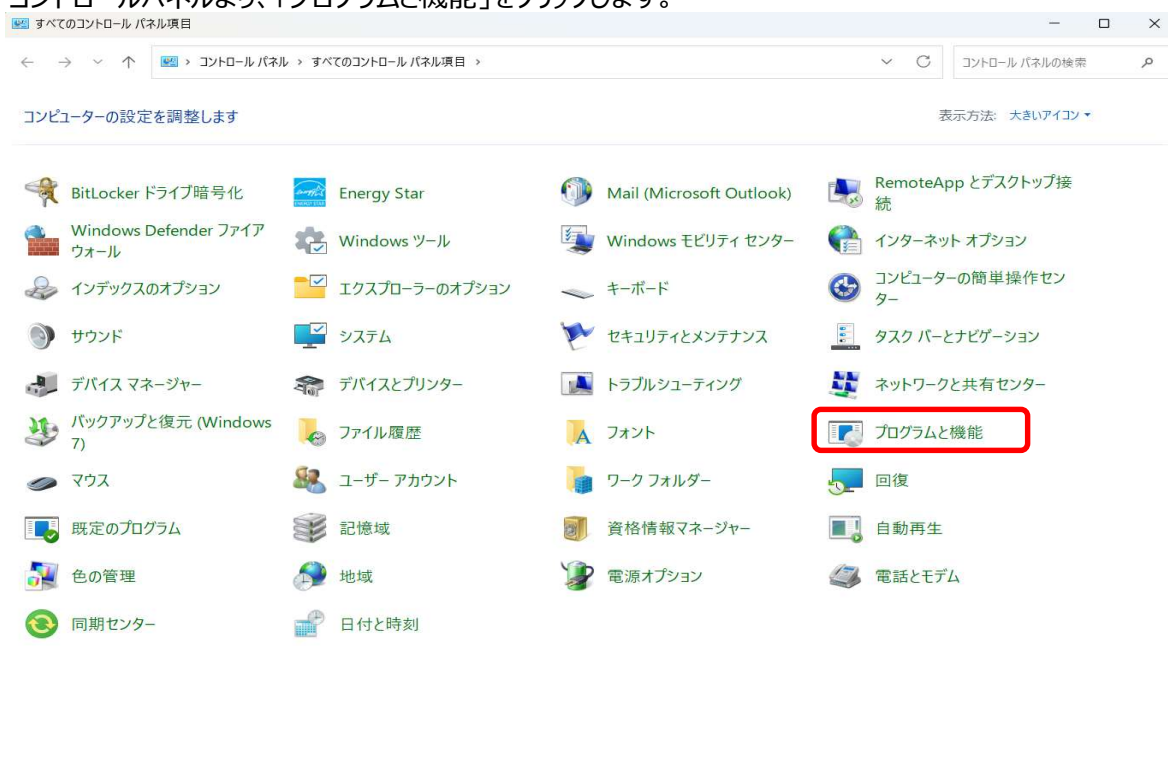 コントロールパネルより、「プログラムと機能」をクリックします。
すべてのコントロール パネル項目
コントロール パネル › すべてのコントロール パネル項目 ›
コントロール パネルの検索
コンピューターの設定を調整します
表示方法: 大きいアイコン
BitLocker ドライブ暗号化
Energy Star
Mail (Microsoft Outlook)
RemoteApp とデスクトップ接
続
Windows Defender ファイア
ウォール
Windows ツール
Windows モビリティ センター
インターネット オプション
インデックスのオプション
エクスプローラーのオプション
キーボード
コンピューターの簡単操作セン
ター
サウンド
システム
セキュリティとメンテナンス
タスク バーとナビゲーション
デバイス マネージャー
デバイスとプリンター
トラブルシューティング
ネットワークと共有センター
バックアップと復元 (Windows
7)
ファイル履歴
フォント
プログラムと機能
マウス
ユーザー アカウント
ワーク フォルダー
回復
既定のプログラム
記憶域
資格情報マネージャー
自動再生
色の管理
地域
電源オプション
電話とモデム
同期センター
日付と時刻